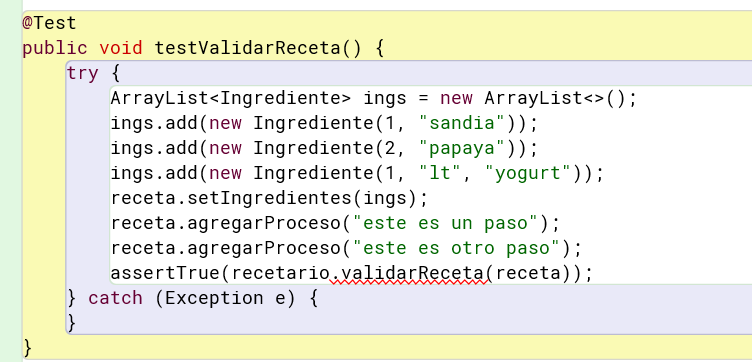 @Test
public void testValidarReceta() {
try {
ArrayList<Ingrediente> ings = new ArrayList<>();
ings.add(new Ingrediente(1, "sandia"));
ings.add(new Ingrediente(2, "papaya"));
ings.add(new Ingrediente(1, "lt", "yogurt"));
receta.setIngredientes(ings);
receta.agregarProceso("este es un paso");
receta.agregarProceso("este es otro paso");
assertTrue(recetario.validarReceta(receta));
} catch (Exception e) {
}
}